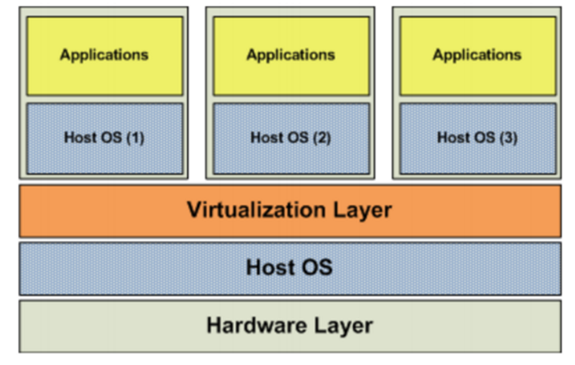 Applications
Applications
Applications
Host OS (1)
Host OS (2)
Host OS (3)
Virtualization Layer
Host OS
Hardware Layer